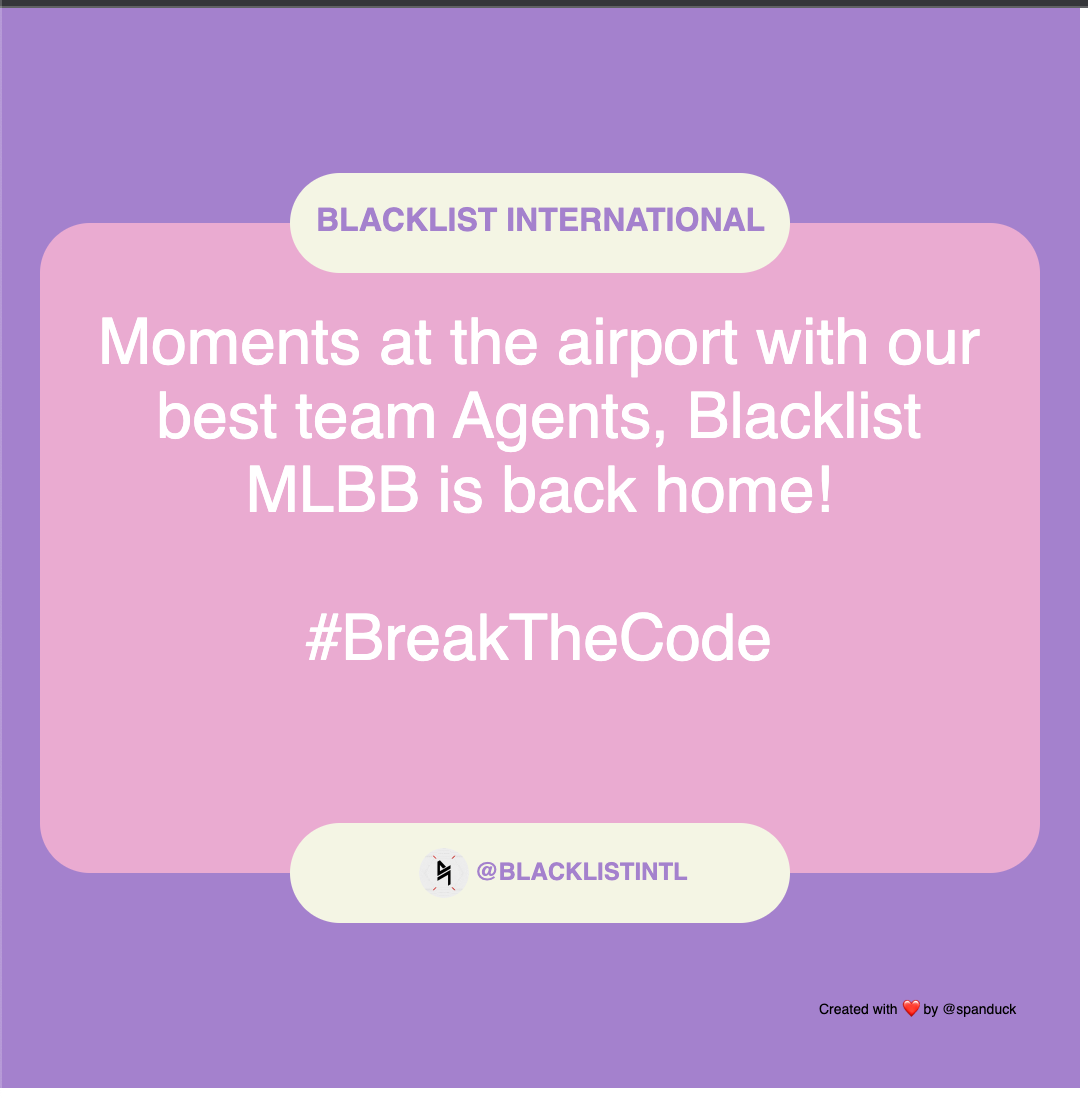 BLACKLIST INTERNATIONAL
Moments at the airport with our
best team Agents, Blacklist
MLBB is back home!
#BreakTheCode
@BLACKLISTINTL
Created with ❤️ by @spanduck